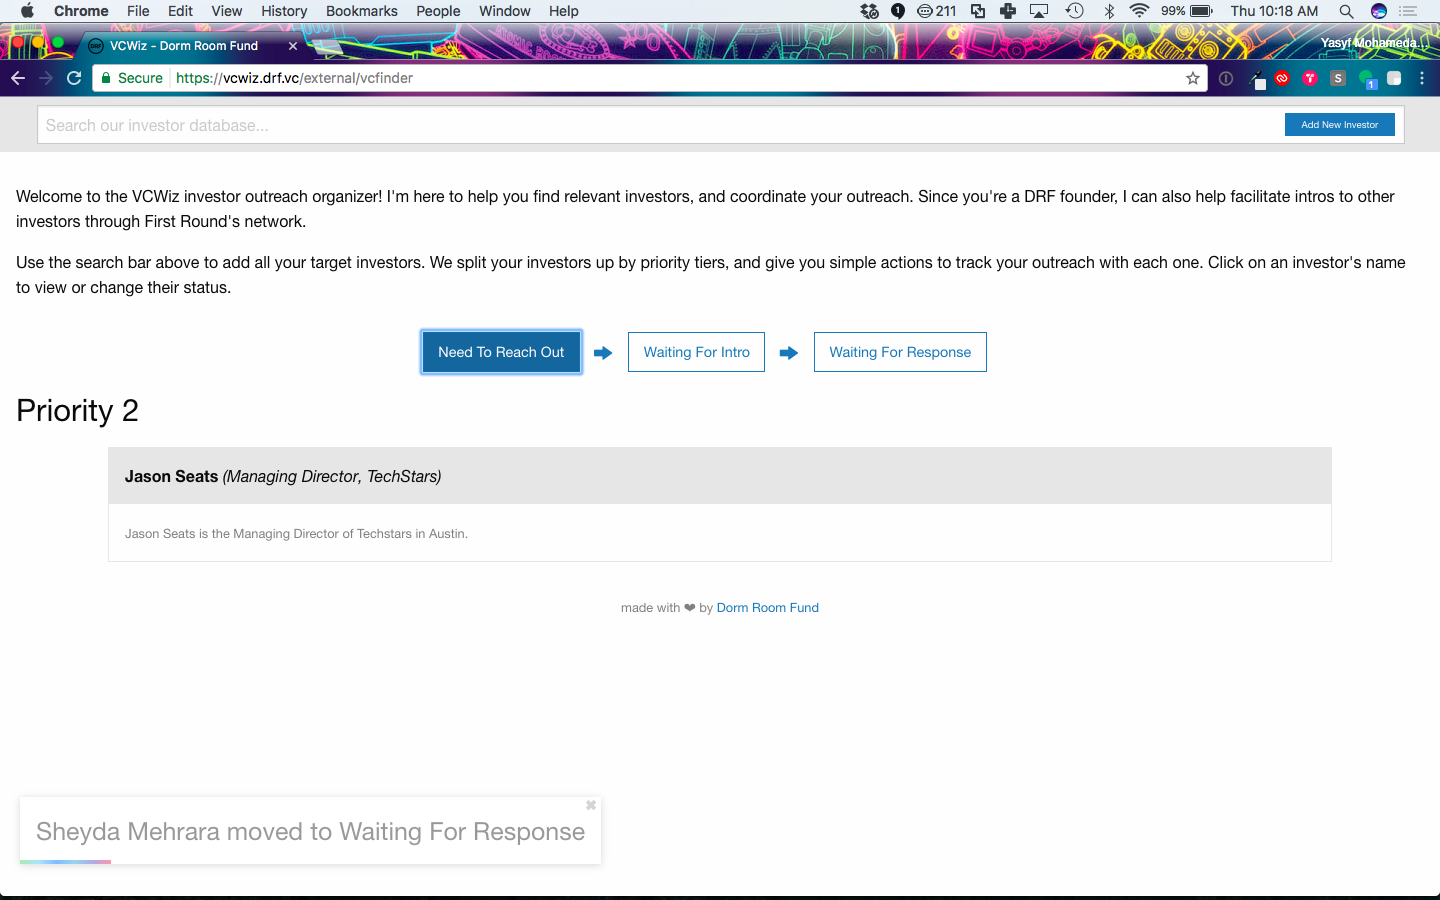 Chrome File Edit View History Bookmarks People Window Help 211 99% Thu 10:18 AM
VCWiz - Dorm Room Fund
Yasyf Mohameda...
Secure https://vcwiz.drf.vc/external/vcfinder
Search our investor database...
Add New Investor
Welcome to the VCWiz investor outreach organizer! I'm here to help you find relevant investors, and coordinate your outreach. Since you're a DRF founder, I can also help facilitate intros to other
investors through First Round's network.
Use the search bar above to add all your target investors. We split your investors up by priority tiers, and give you simple actions to track your outreach with each one. Click on an investor's name
to view or change their status.
Need To Reach Out Waiting For Intro Waiting For Response
Priority 2
Jason Seats (Managing Director, TechStars)
Jason Seats is the Managing Director of Techstars in Austin.
made with ❤ by Dorm Room Fund
Sheyda Mehrara moved to Waiting For Response